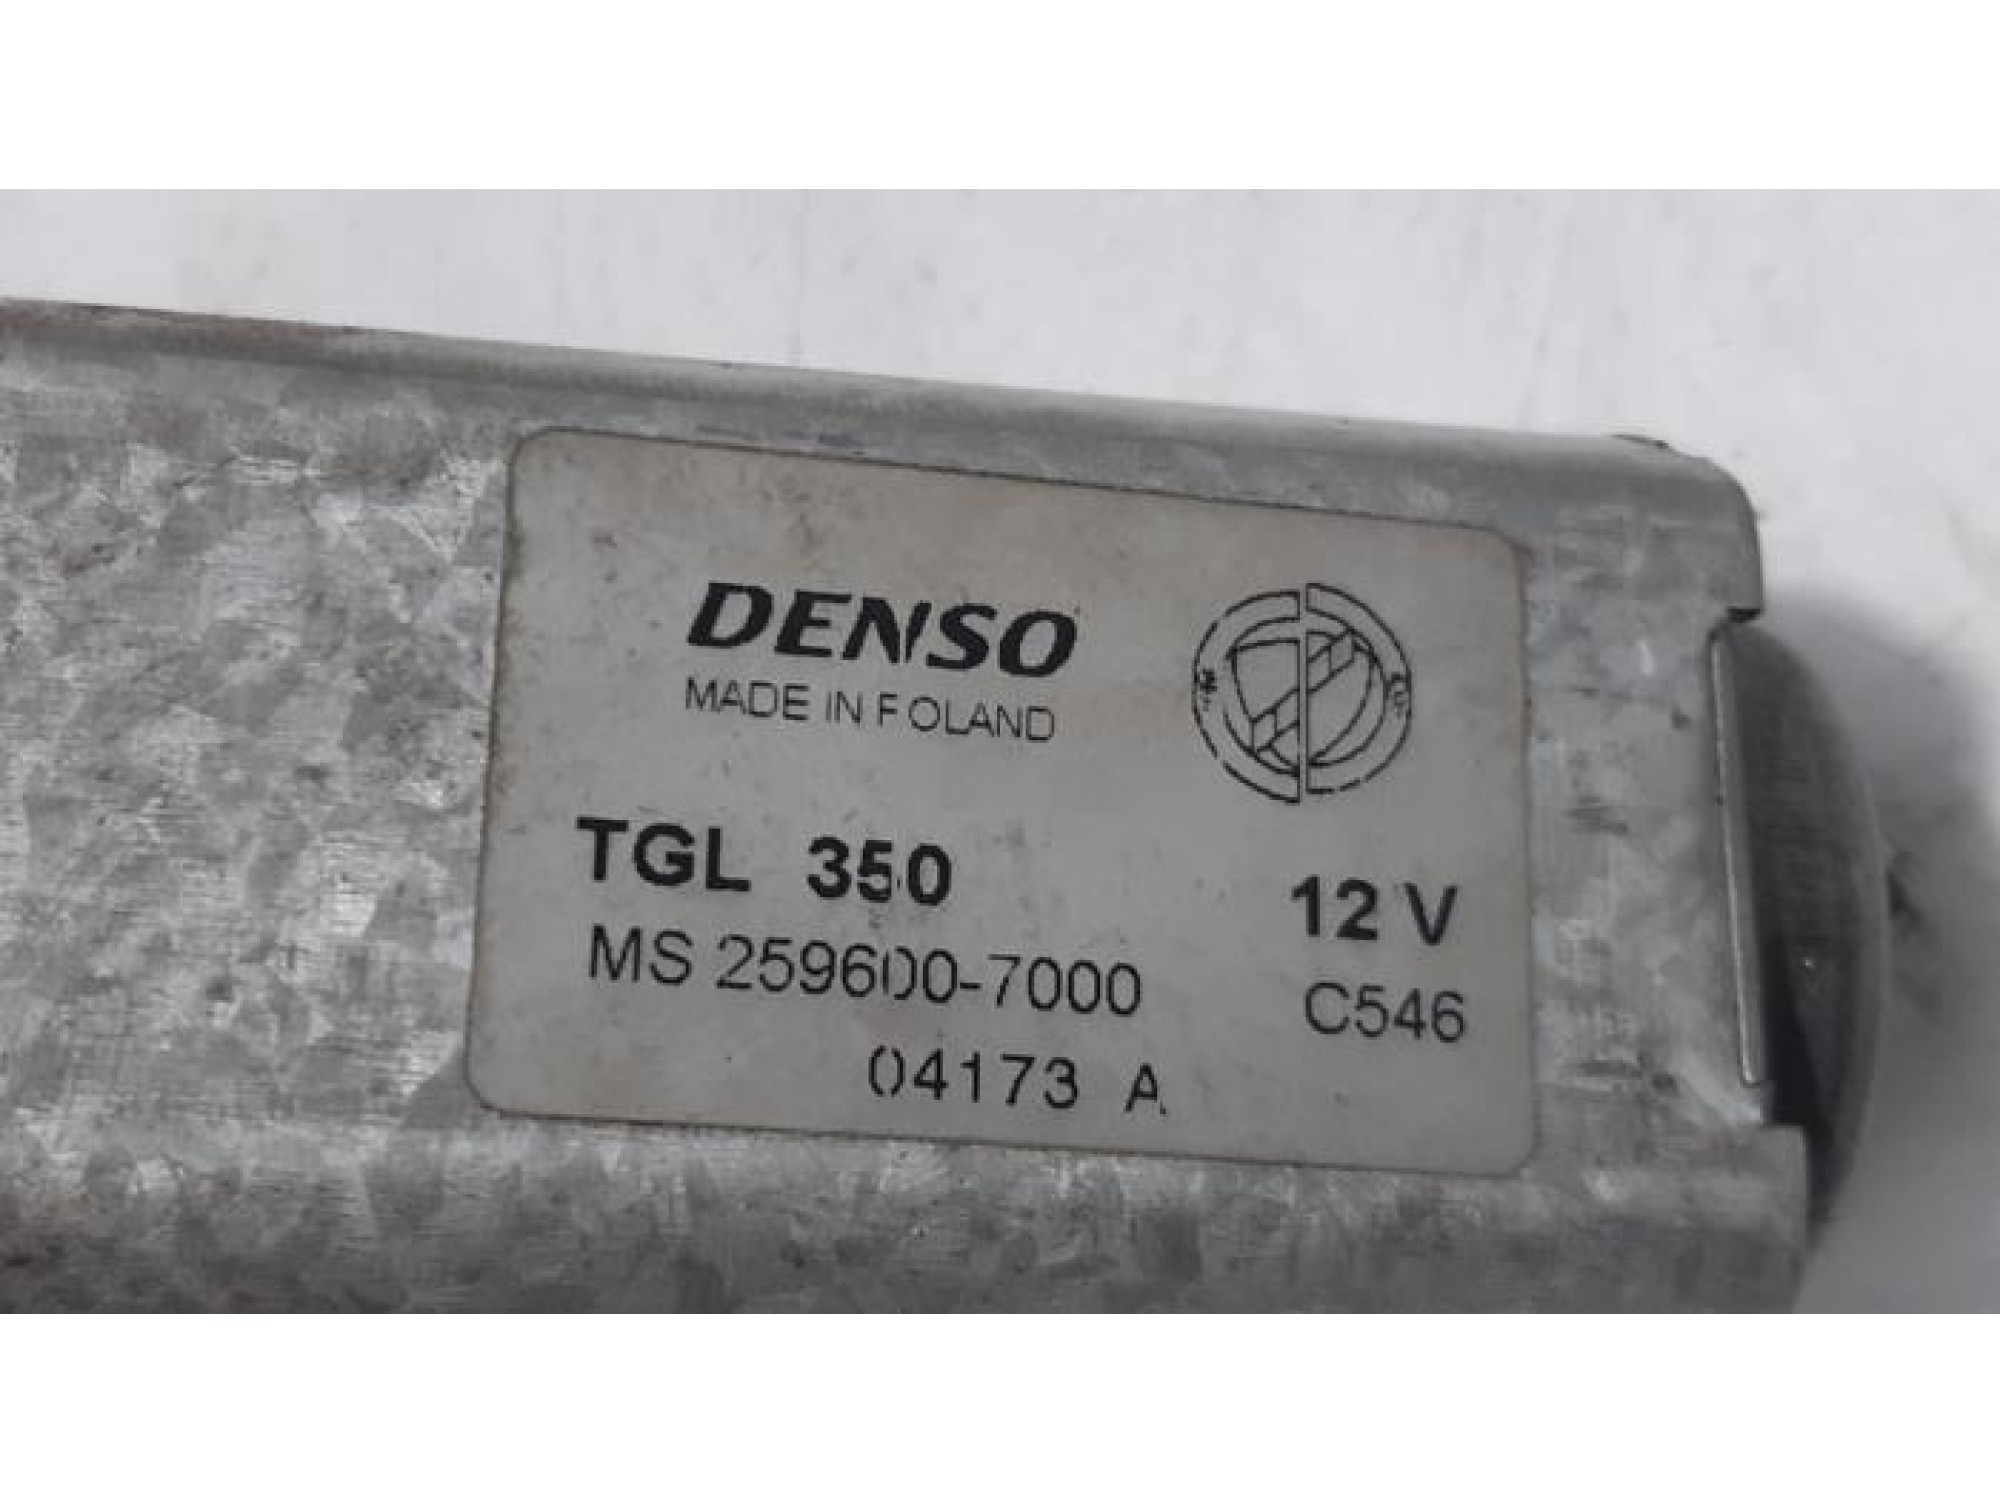 DENSO
MADE IN POLAND
TGL 350 12 V
MS 259600-7000 C546
04173 A